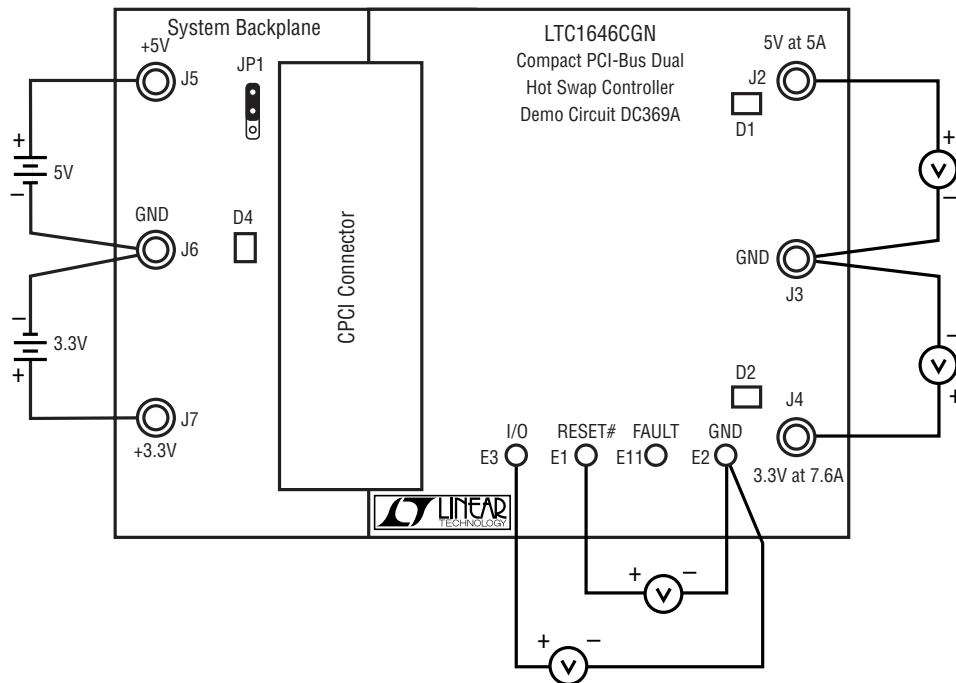 System Backplane
+5V
J5
JP1
+
5V
−
GND
J6
D4
−
3.3V
+
J7
+3.3V
CPCI Connector
LTC1646CGN
Compact PCI-Bus Dual
Hot Swap Controller
Demo Circuit DC369A
5V at 5A
J2
D1
+
V
−
GND
J3
−
V
+
D2
J4
3.3V at 7.6A
I/O
RESET#
FAULT
GND
E3
E1
E11
E2
LINEAR
TECHNOLOGY
+
V
−
+
V
−